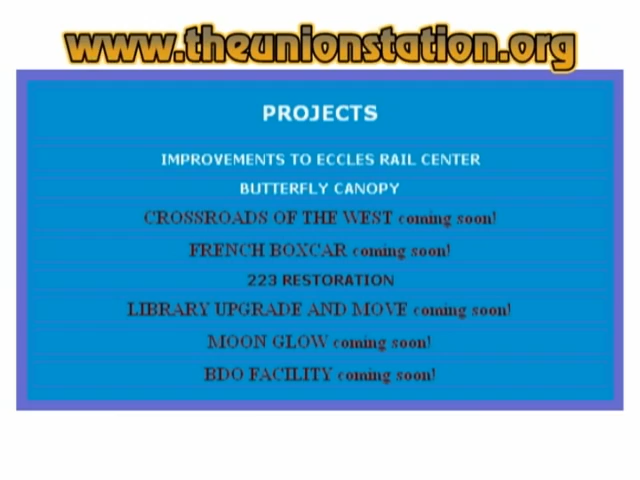 www.theunionstation.org
PROJECTS
IMPROVEMENTS TO ECCLES RAIL CENTER
BUTTERFLY CANOPY
CROSSROADS OF THE WEST coming soon!
FRENCH BOXCAR coming soon!
223 RESTORATION
LIBRARY UPGRADE AND MOVE coming soon!
MOON GLOW coming soon!
BDO FACILITY coming soon!